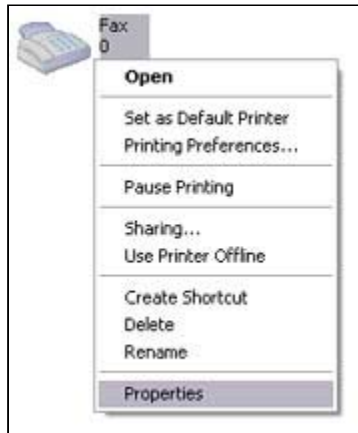 Fax
0
Open
Set as Default Printer
Printing Preferences...
Pause Printing
Sharing...
Use Printer Offline
Create Shortcut
Delete
Rename
Properties